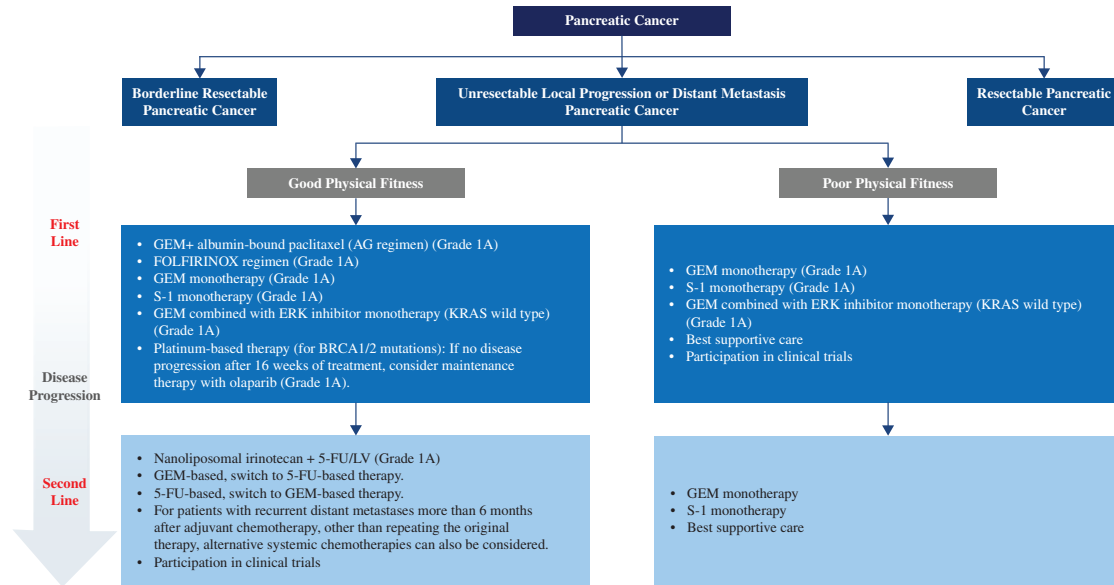 Pancreatic Cancer
Borderline Resectable
Pancreatic Cancer
Unresectable Local Progression or Distant Metastasis
Pancreatic Cancer
Resectable Pancreatic
Cancer
Good Physical Fitness
Poor Physical Fitness
First
Line
• GEM+ albumin-bound paclitaxel (AG regimen) (Grade 1A)
• FOLFIRINOX regimen (Grade 1A)
• GEM monotherapy (Grade 1A)
• S-1 monotherapy (Grade 1A)
• GEM combined with ERK inhibitor monotherapy (KRAS wild type)
(Grade 1A)
• Platinum-based therapy (for BRCA1/2 mutations): If no disease
progression after 16 weeks of treatment, consider maintenance
therapy with olaparib (Grade 1A).
• GEM monotherapy (Grade 1A)
• S-1 monotherapy (Grade 1A)
• GEM combined with ERK inhibitor monotherapy (KRAS wild type)
(Grade 1A)
• Best supportive care
• Participation in clinical trials
Disease
Progression
Second
Line
• Nanoliposomal irinotecan + 5-FU/LV (Grade 1A)
• GEM-based, switch to 5-FU-based therapy.
• 5-FU-based, switch to GEM-based therapy.
• For patients with recurrent distant metastases more than 6 months
after adjuvant chemotherapy, other than repeating the original
therapy, alternative systemic chemotherapies can also be considered.
• Participation in clinical trials
• GEM monotherapy
• S-1 monotherapy
• Best supportive care